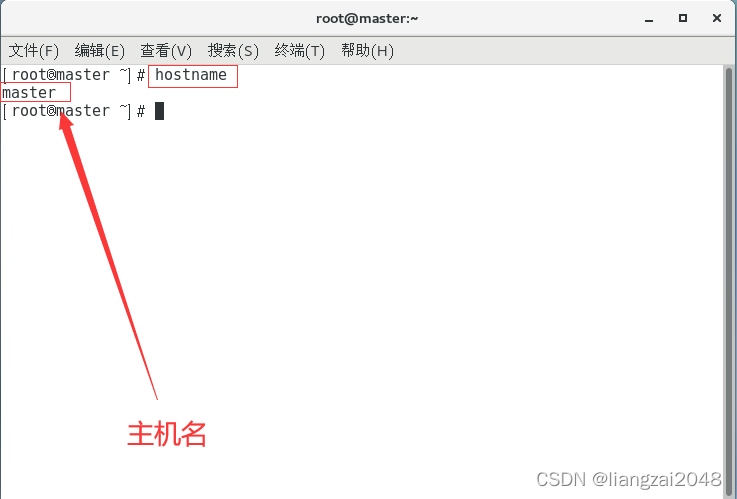 root@master:~
文件(F) 编辑(E) 查看(V) 搜索(S) 终端(T) 帮助(H)
[root@master ~]# hostname
master
[root@master ~]#
主机名
CSDN @liangzai2048